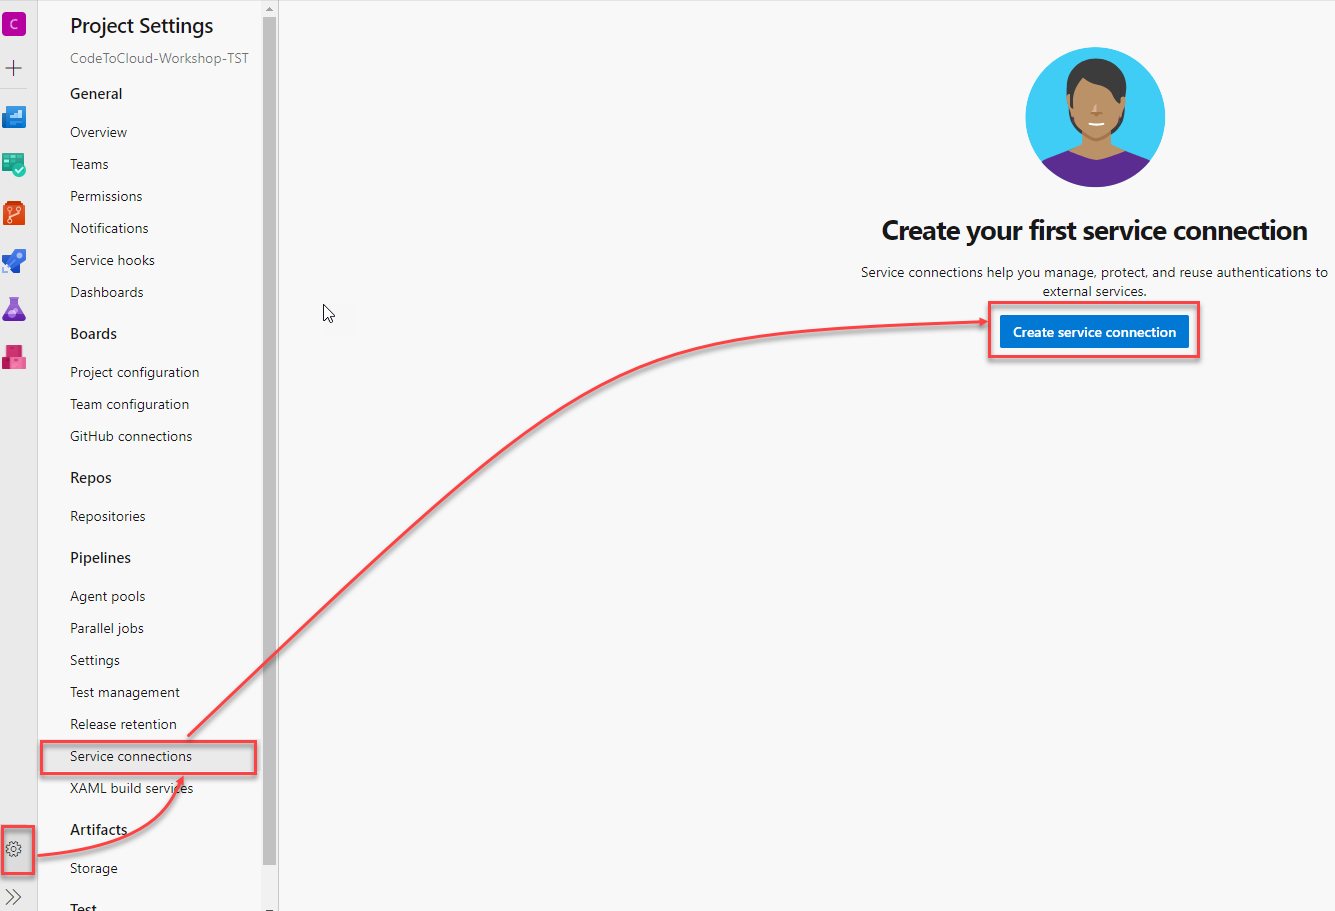 C
Project Settings
CodeToCloud-Workshop-TST
General
Overview
Teams
Permissions
Notifications
Service hooks
Dashboards
Boards
Project configuration
Team configuration
GitHub connections
Repos
Repositories
Pipelines
Agent pools
Parallel jobs
Settings
Test management
Release retention
Service connections
XAML build services
Artifacts
Storage
Test
Create your first service connection
Service connections help you manage, protect, and reuse authentications to
external services.
Create service connection